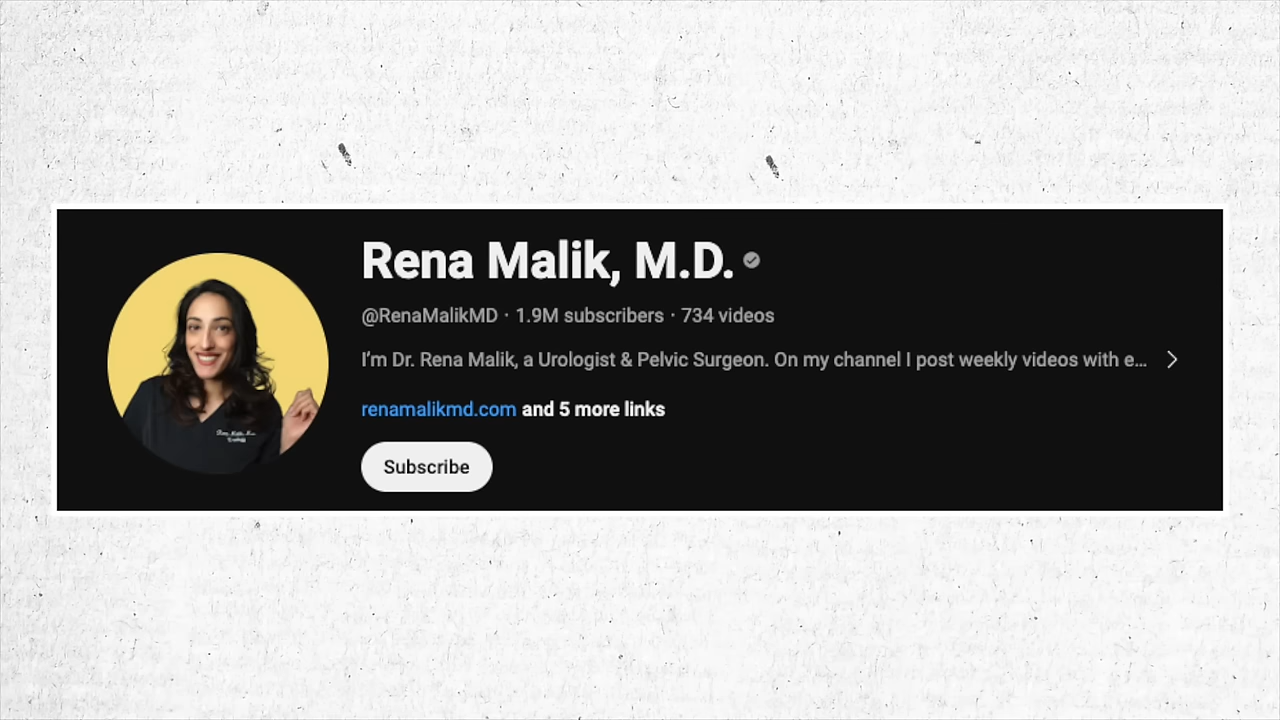 Rena Malik, M.D.
@RenaMalikMD · 1.9M subscribers · 734 videos
I’m Dr. Rena Malik, a Urologist & Pelvic Surgeon. On my channel I post weekly videos with e...
renamalikmd.com and 5 more links
Subscribe